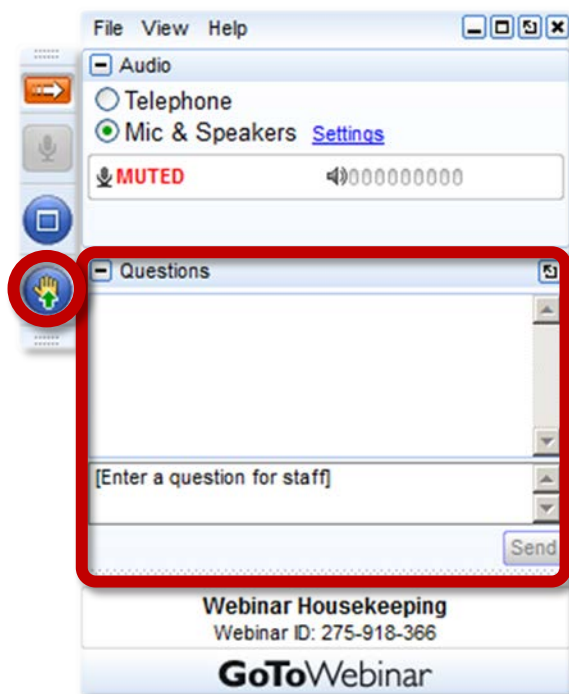 File View Help
Audio
Telephone
Mic & Speakers Settings
MUTED 000000000
Questions
[Enter a question for staff]
Send
Webinar Housekeeping
Webinar ID: 275-918-366
GoToWebinar